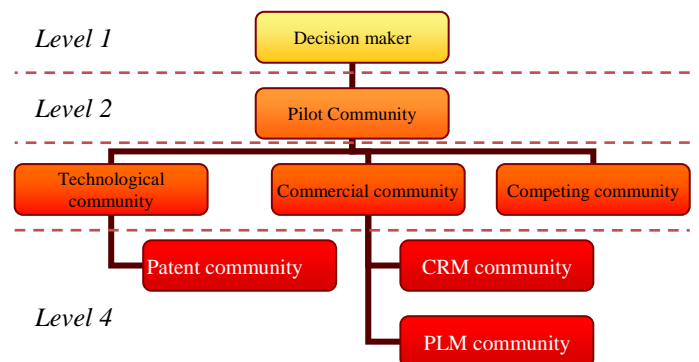 Level 1
Decision maker
Level 2
Pilot Community
Technological
community
Commercial community
Competing community
Patent community
CRM community
Level 4
PLM community